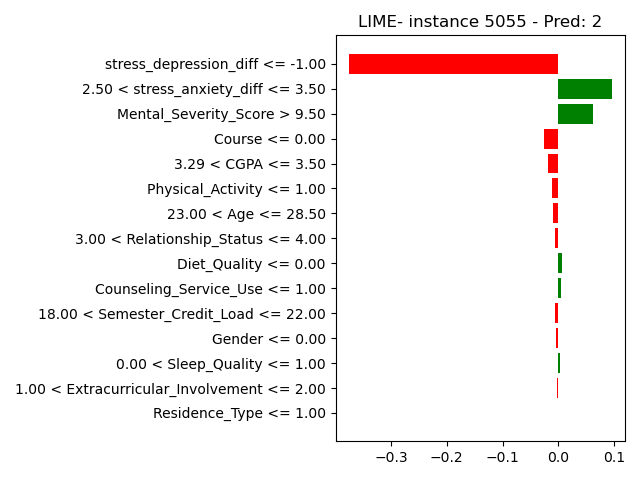 LIME- instance 5055 - Pred: 2
stress_depression_diff <= -1.00
2.50 < stress_anxiety_diff <= 3.50
Mental_Severity_Score > 9.50
Course <= 0.00
3.29 < CGPA <= 3.50
Physical_Activity <= 1.00
23.00 < Age <= 28.50
3.00 < Relationship_Status <= 4.00
Diet_Quality <= 0.00
Counseling_Service_Use <= 1.00
18.00 < Semester_Credit_Load <= 22.00
Gender <= 0.00
0.00 < Sleep_Quality <= 1.00
1.00 < Extracurricular_Involvement <= 2.00
Residence_Type <= 1.00
−0.3 −0.2 −0.1 0.0 0.1